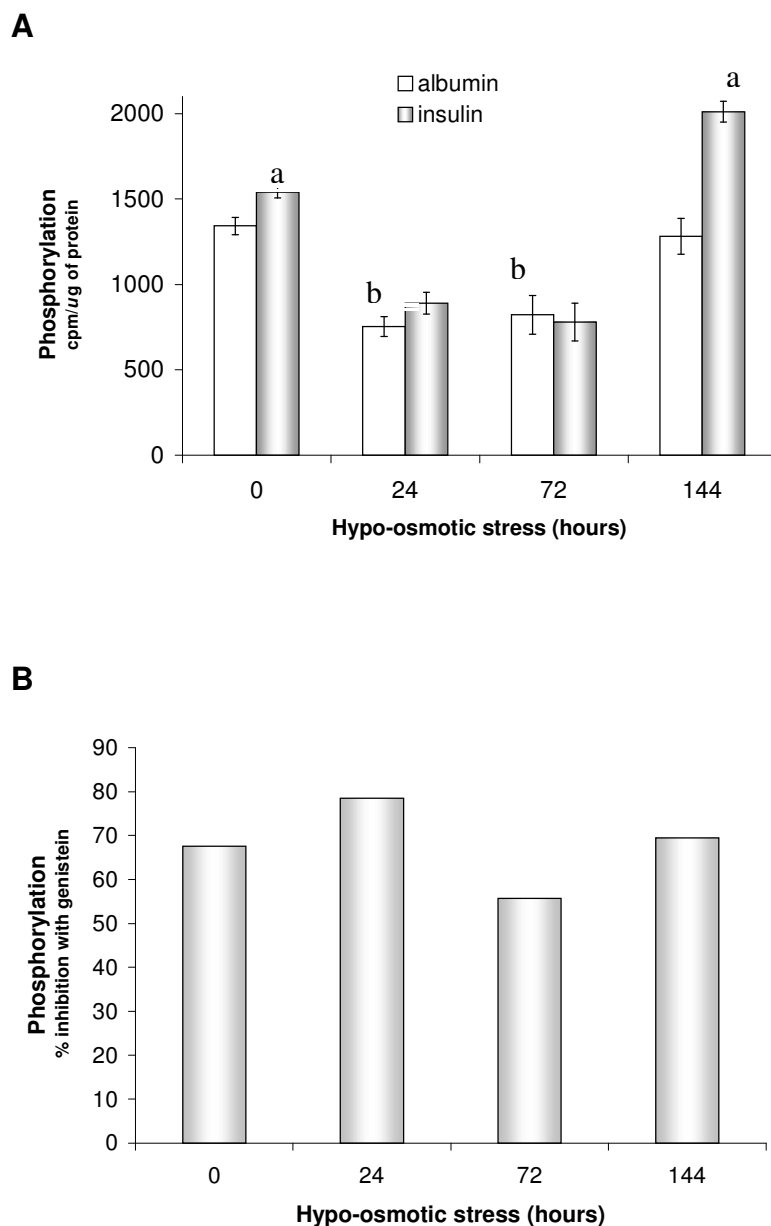 A
albumin
insulin
a
a
b
b
2000
1500
1000
500
0
Phosphorylation
cpm/ug of protein
0 24 72 144
Hypo-osmotic stress (hours)
B
90
80
70
60
50
40
30
20
10
0
Phosphorylation
% inhibition with genistein
0 24 72 144
Hypo-osmotic stress (hours)